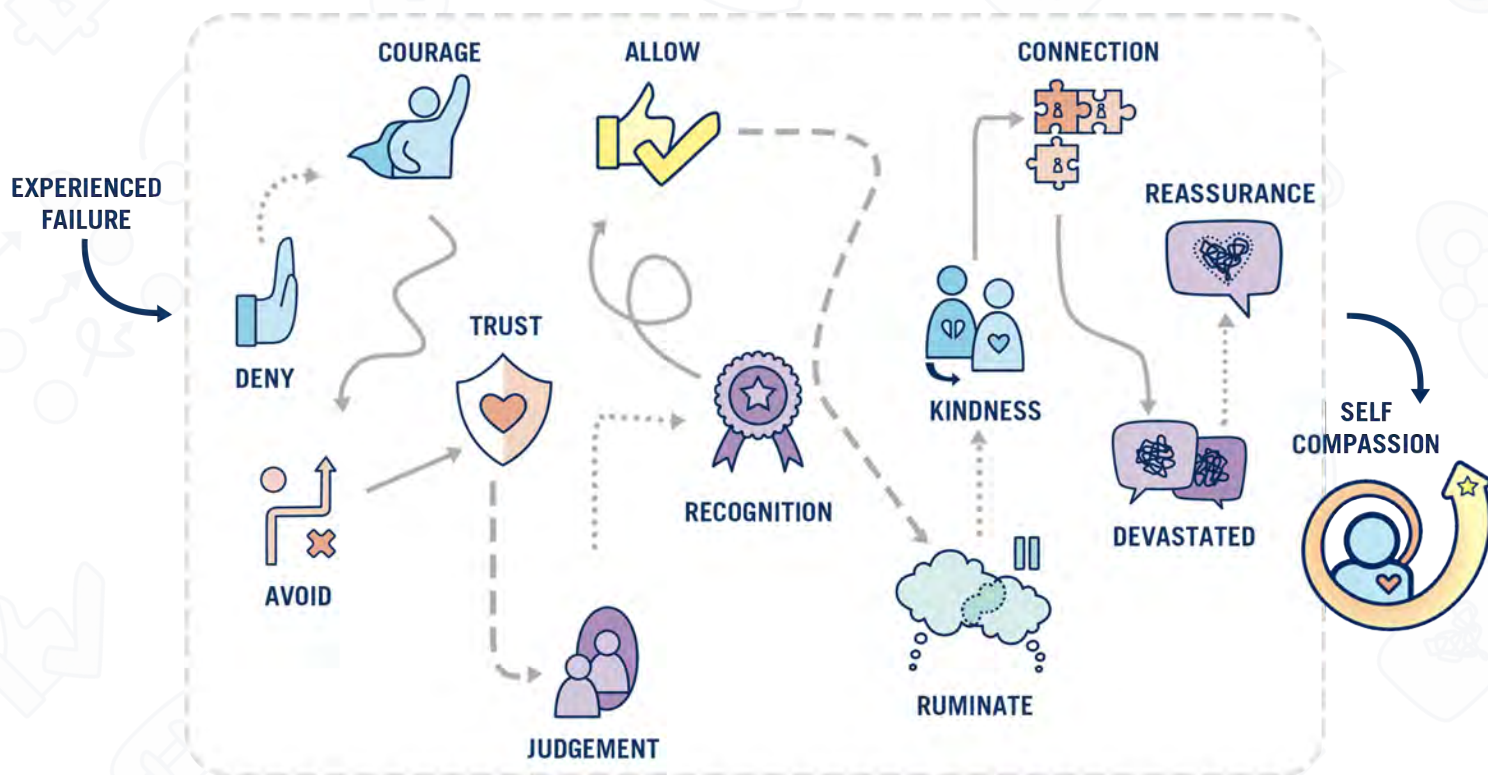 COURAGE
ALLOW
CONNECTION
EXPERIENCED
FAILURE
REASSURANCE
DENY
TRUST
KINDNESS
SELF
COMPASSION
RECOGNITION
DEVASTATED
AVOID
RUMINATE
JUDGEMENT